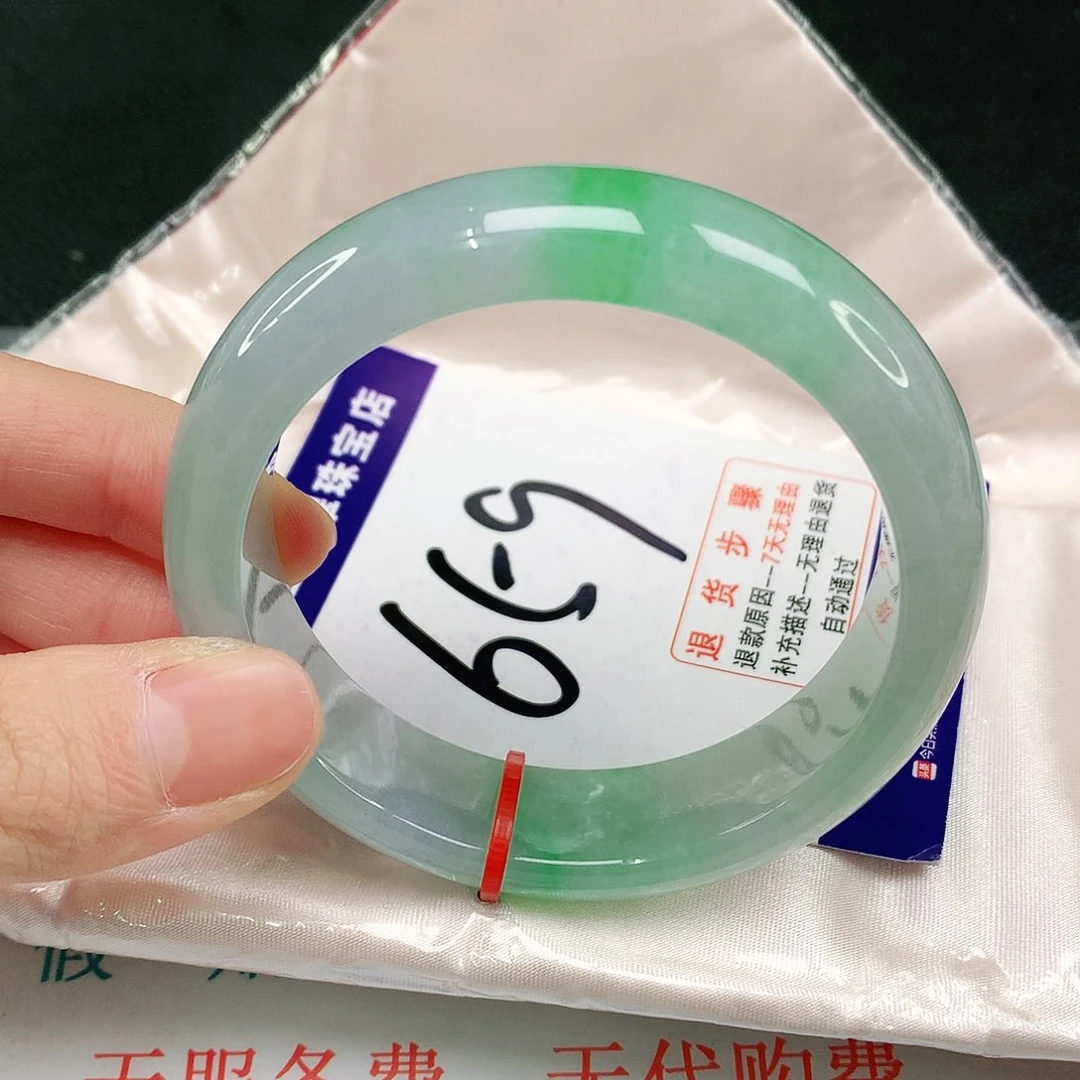 珠宝店
65-9
退货步骤
退款原因--7天无理由
补充描述--无理由退货
自动通过
假
无服务费 无代购费